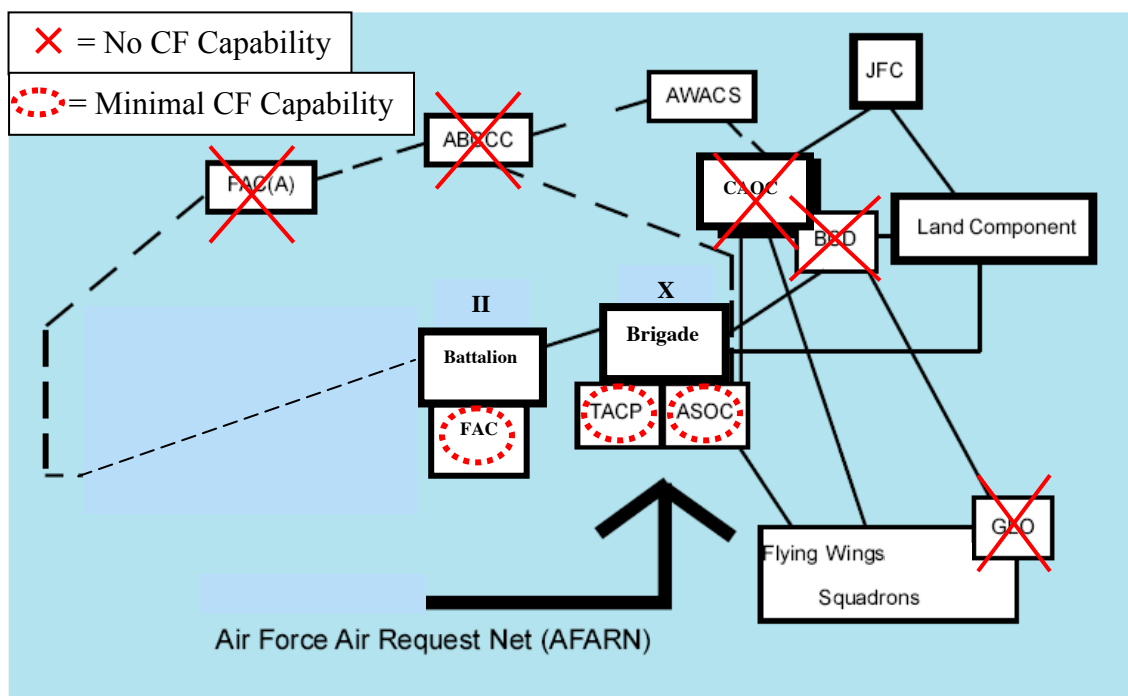 = No CF Capability
= Minimal CF Capability
JFC
AWACS
ABCCC
FAC(A)
CAOC
BCD
Land Component
II
X
Battalion
Brigade
FAC
TACP
ASOC
GLO
Flying Wings
Squadrons
Air Force Air Request Net (AFARN)